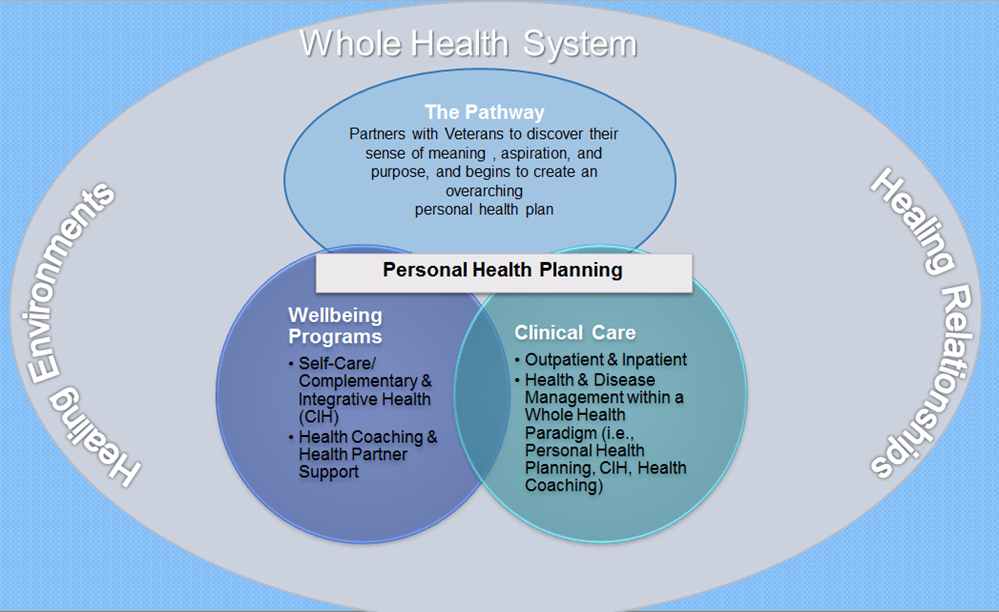 Whole Health System
The Pathway
Partners with Veterans to discover their
sense of meaning , aspiration, and
purpose, and begins to create an
overarching
personal health plan
Healing Environments
Healing Relationships
Personal Health Planning
Wellbeing
Programs
• Self-Care/
Complementary &
Integrative Health
(CIH)
• Health Coaching &
Health Partner
Support
Clinical Care
• Outpatient & Inpatient
• Health & Disease
Management within a
Whole Health
Paradigm (i.e.,
Personal Health
Planning, CIH, Health
Coaching)